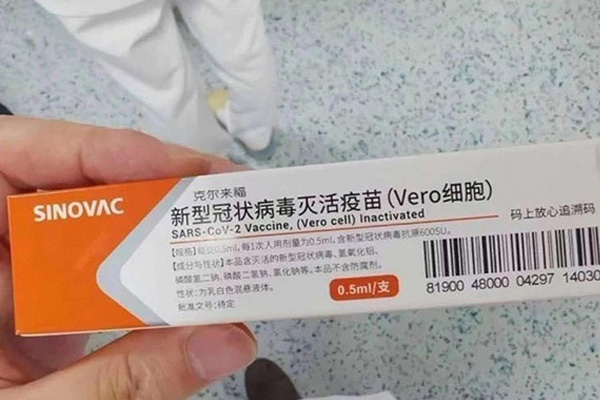 SINOVAC
克尔来福
新型冠状病毒灭活疫苗(Vero细胞)
SARS-CoV-2 Vaccine, (Vero cell) Inactivated
码上放心追溯码
【规格】每支0.5ml, 每1次人用剂量为0.5ml, 含新型冠状病毒抗原600SU。
【成分与性状】本品含灭活的新型冠状病毒、氢氧化铝、
磷酸氢二钠、磷酸二氢钠、氯化钠等。本品不含防腐剂。
性状: 为乳白色混悬液体。
批准文号: 待定
0.5ml/支
81900 48000 04297 14030